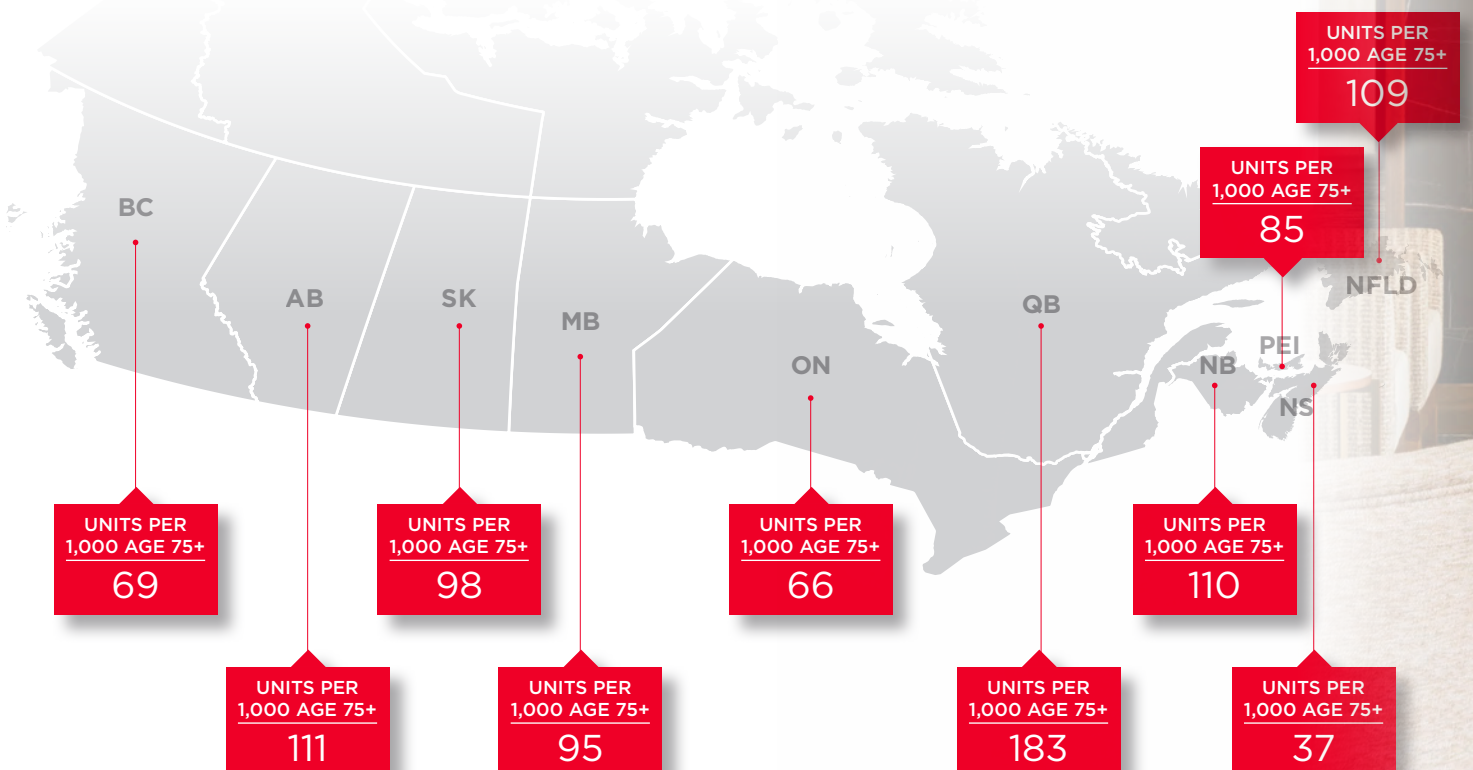 UNITS PER
1,000 AGE 75+
109
UNITS PER
1,000 AGE 75+
85
BC
AB
SK
MB
ON
QB
NB
PEI
NS
NFLD
UNITS PER
1,000 AGE 75+
69
UNITS PER
1,000 AGE 75+
98
UNITS PER
1,000 AGE 75+
66
UNITS PER
1,000 AGE 75+
110
UNITS PER
1,000 AGE 75+
111
UNITS PER
1,000 AGE 75+
95
UNITS PER
1,000 AGE 75+
183
UNITS PER
1,000 AGE 75+
37